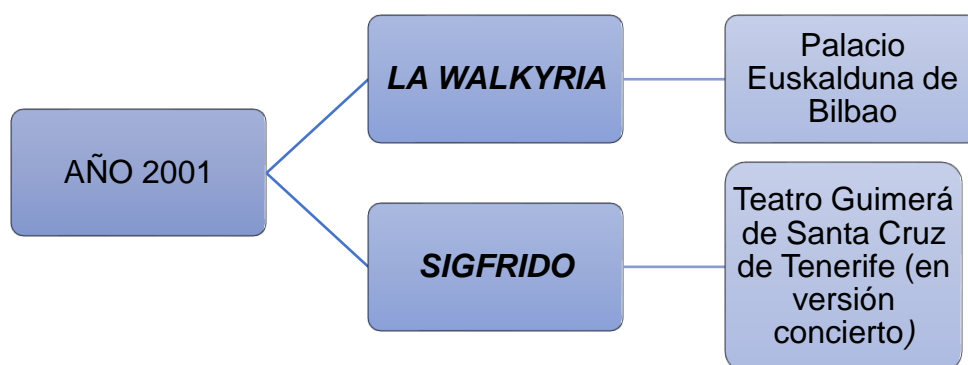 AÑO 2001
LA WALKYRIA
Palacio
Euskalduna de
Bilbao
SIGFRIDO
Teatro Guimerá
de Santa Cruz
de Tenerife (en
versión
concierto)